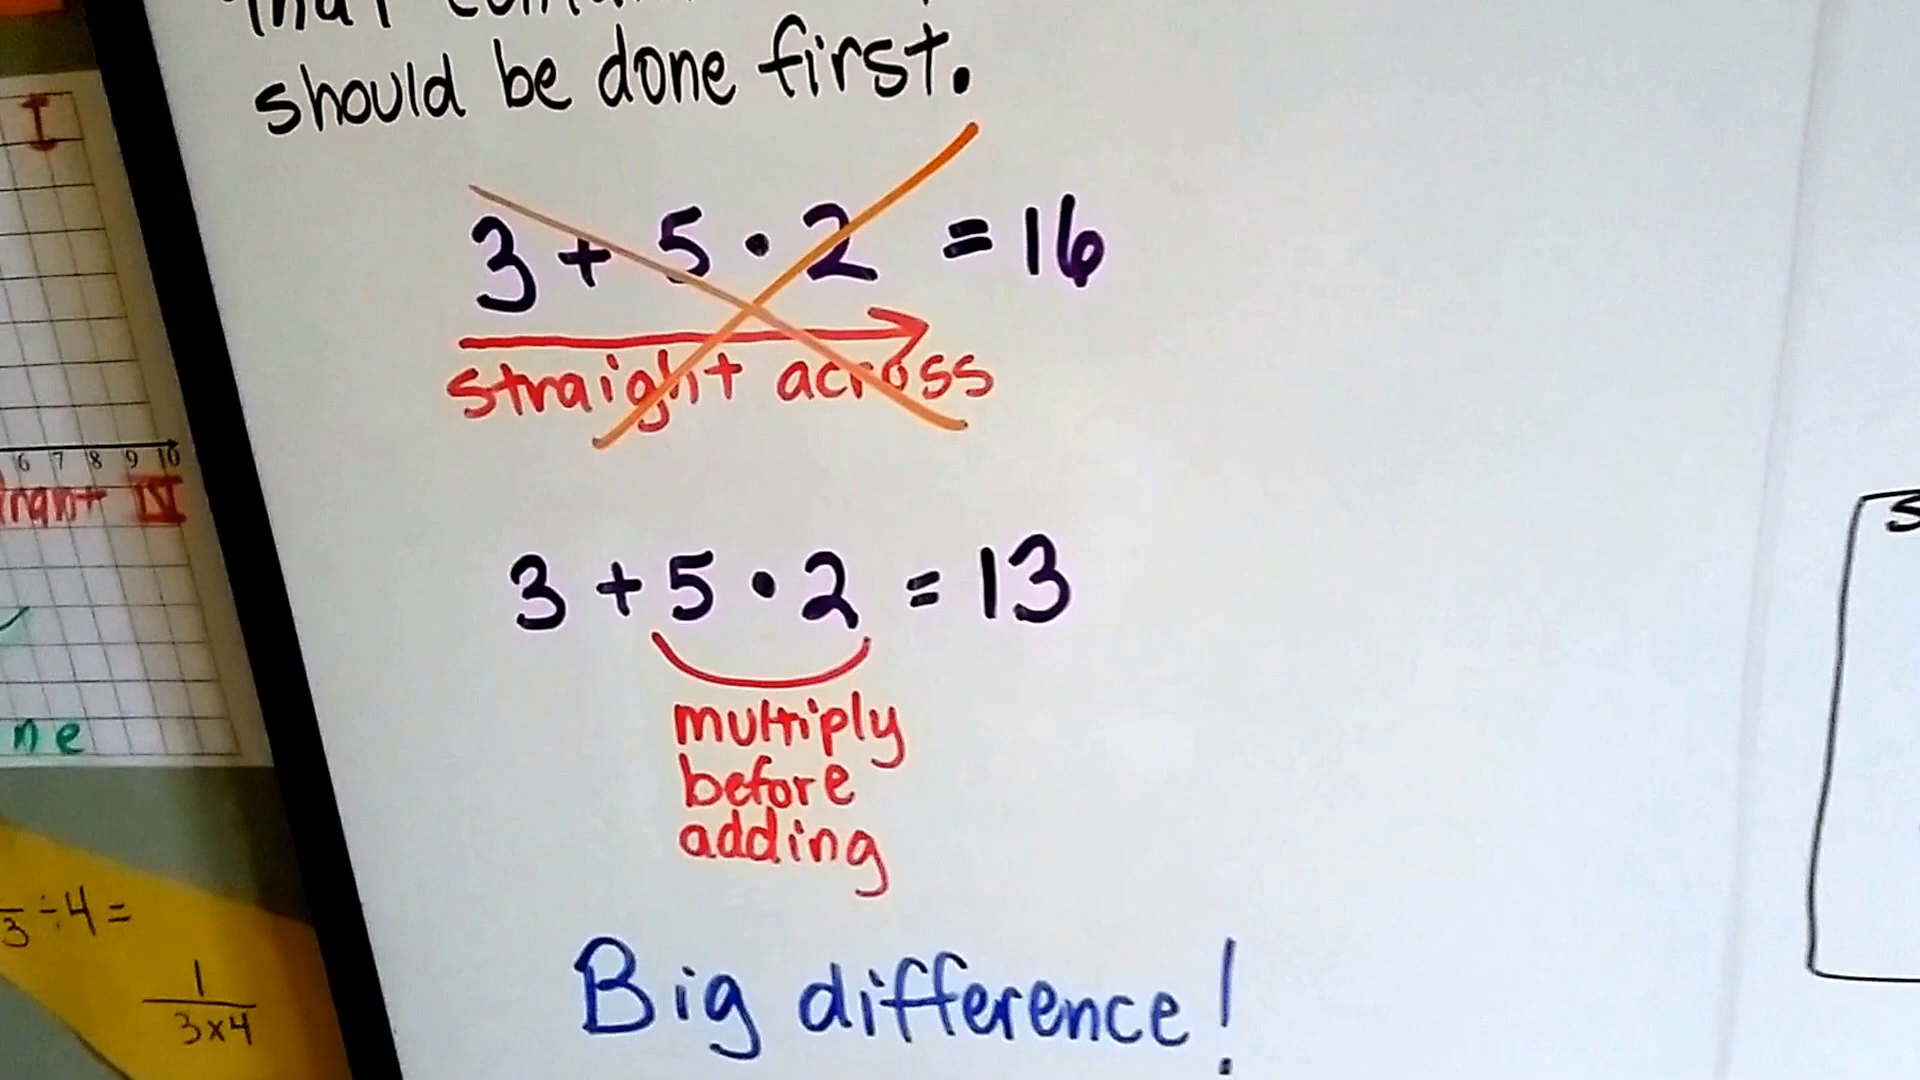 should be done first.
3 + 5 · 2 = 16
straight across
3 + 5 · 2 = 13
multiply
before
adding
Big difference!
I
6 7 8 9 10
IV
ne
3 ÷ 4 =
1
3x4